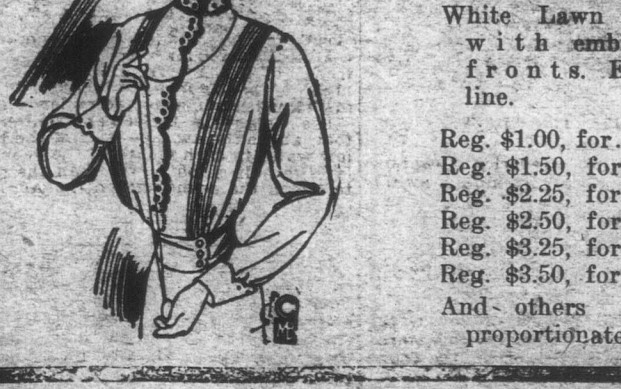 White Lawn
with emb
fronts. E
line.
Reg. $1.00, for.
Reg. $1.50, for
Reg. $2.25, for
Reg. $2.50, for
Reg. $3.25, for
Reg. $3.50, for
And others
proportionate